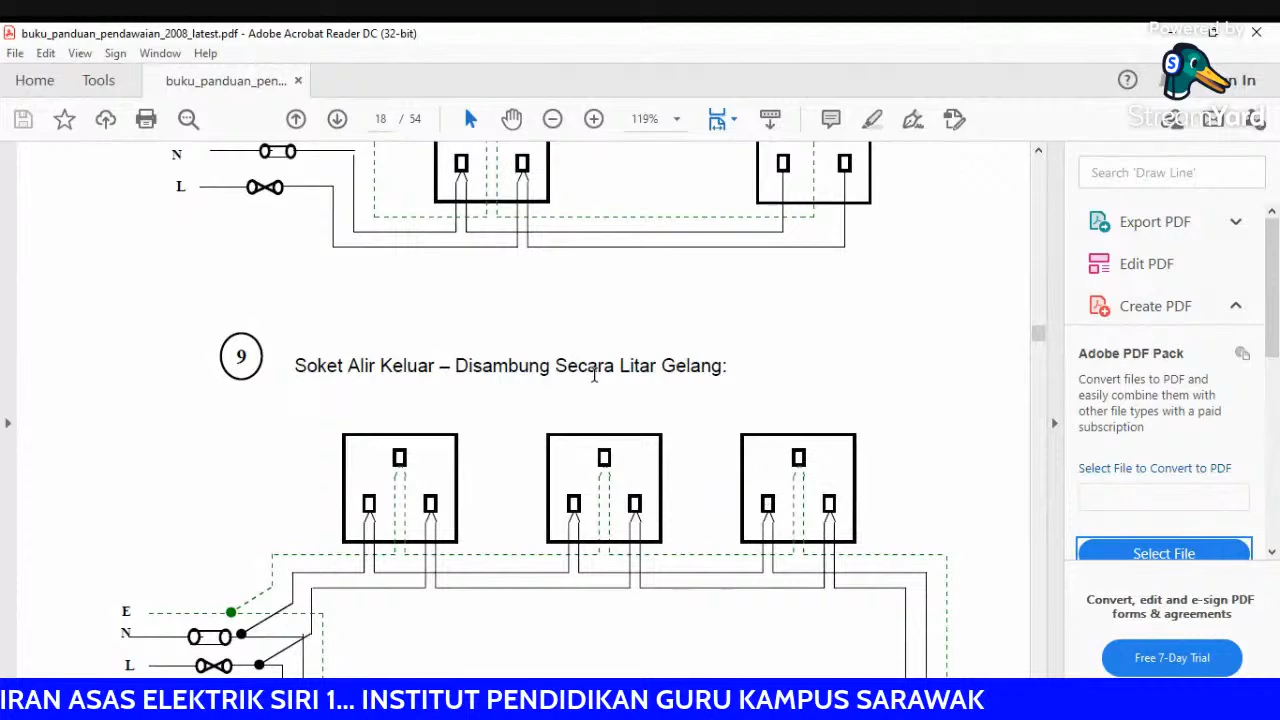 Powered by
buku_panduan_pendawaian_2008_latest.pdf - Adobe Acrobat Reader DC (32-bit)
File Edit View Sign Window Help
Home Tools buku_panduan_pen... In
StreamYard
18 / 54 119%
N
L
9 Soket Alir Keluar – Disambung Secara Litar Gelang:
E
N
L
Search 'Draw Line'
Export PDF
Edit PDF
Create PDF
Adobe PDF Pack
Convert files to PDF and
easily combine them with
other file types with a paid
subscription
Select File to Convert to PDF
Select File
Convert, edit and e-sign PDF
forms & agreements
Free 7-Day Trial
IRAN ASAS ELEKTRIK SIRI 1... INSTITUT PENDIDIKAN GURU KAMPUS SARAWAK